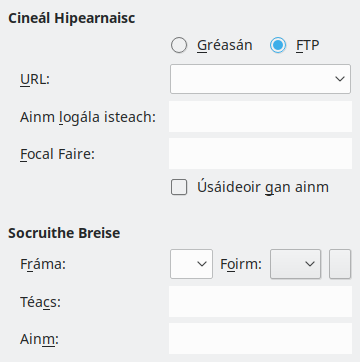 Cineál Hipearnaisc
Gréasán FTP
URL:
Ainm logála isteach:
Focal Faire:
Úsáideoir gan ainm
Socruithe Breise
Fráma: Foirm:
Téacs:
Ainm: